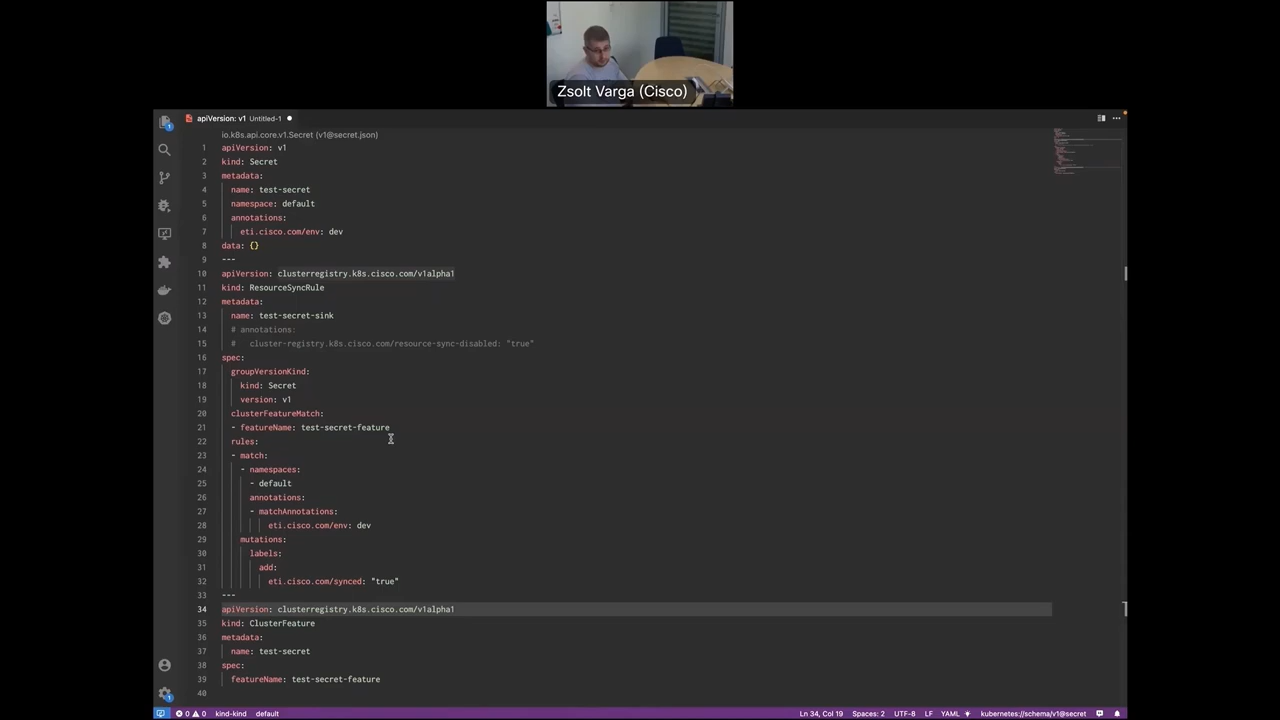 Zsolt Varga (Cisco)
apiVersion: v1 Untitled-1
io.k8s.api.core.v1.Secret (v1@secret.json)
1 apiVersion: v1
2 kind: Secret
3 metadata:
4 name: test-secret
5 namespace: default
6 annotations:
7 eti.cisco.com/env: dev
8 data: {}
9 ---
10 apiVersion: clusterregistry.k8s.cisco.com/v1alpha1
11 kind: ResourceSyncRule
12 metadata:
13 name: test-secret-sink
14 # annotations:
15 # cluster-registry.k8s.cisco.com/resource-sync-disabled: "true"
16 spec:
17 groupVersionKind:
18 kind: Secret
19 version: v1
20 clusterFeatureMatch:
21 - featureName: test-secret-feature
22 rules:
23 - match:
24 - namespaces:
25 - default
26 annotations:
27 - matchAnnotations:
28 eti.cisco.com/env: dev
29 mutations:
30 labels:
31 add:
32 eti.cisco.com/synced: "true"
33 ---
34 apiVersion: clusterregistry.k8s.cisco.com/v1alpha1
35 kind: ClusterFeature
36 metadata:
37 name: test-secret
38 spec:
39 featureName: test-secret-feature
40
0 0 kind-kind default Ln 34, Col 19 Spaces: 2 UTF-8 LF YAML kubernetes://schema/v1@secret